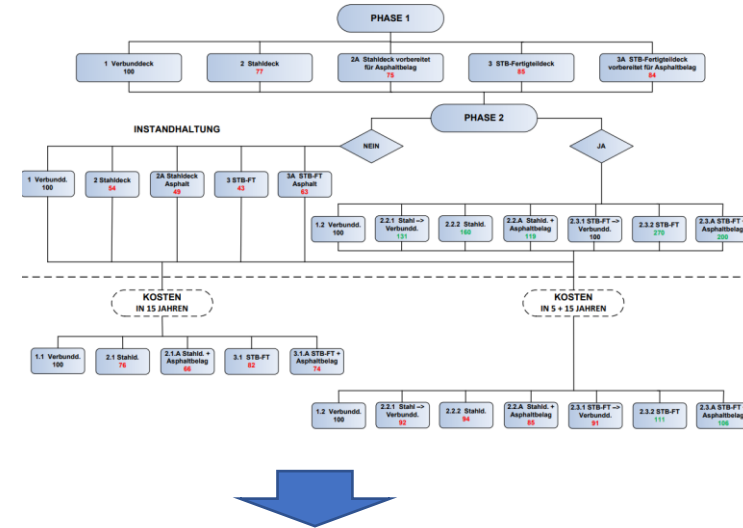 PHASE 1
1 Verbunddeck
100
2 Stahldeck
77
2A Stahldeck vorbereitet
für Asphaltbelag
75
3 STB-Fertigteildeck
3A STB-Fertigteildeck
vorbereitet für Asphaltbelag
84
PHASE 2
INSTANDHALTUNG
NEIN
JA
1 Verbundd.
100
2 Stahldeck
54
2A Stahldeck
Asphalt
49
3 STB-FT
43
3A STB-FT
Asphalt
63
1.2 Verbundd.
100
2.2.1 Stahl –>
Verbundd.
131
2.2.2 Stahld.
160
2.2.A Stahld. +
Asphaltbelag
2.3.1 STB-FT –>
Verbundd.
100
2.3.2 STB-FT
270
2.3.A STB-FT +
Asphaltbelag
200
KOSTEN
IN 15 JAHREN
KOSTEN
IN 5 + 15 JAHREN
1.1 Verbundd.
100
2.1 Stahld.
76
2.1.A Stahld. +
Asphaltbelag
66
3.1 STB-FT
82
3.1.A STB-FT +
Asphaltbelag
74
1.2 Verbundd.
100
2.2.1 Stahl –>
Verbundd.
92
2.2.2 Stahld.
94
2.2.A Stahld. +
Asphaltbelag
2.3.1 STB-FT –>
Verbundd.
91
2.3.2 STB-FT
111
2.3.A STB-FT +
Asphaltbelag
106